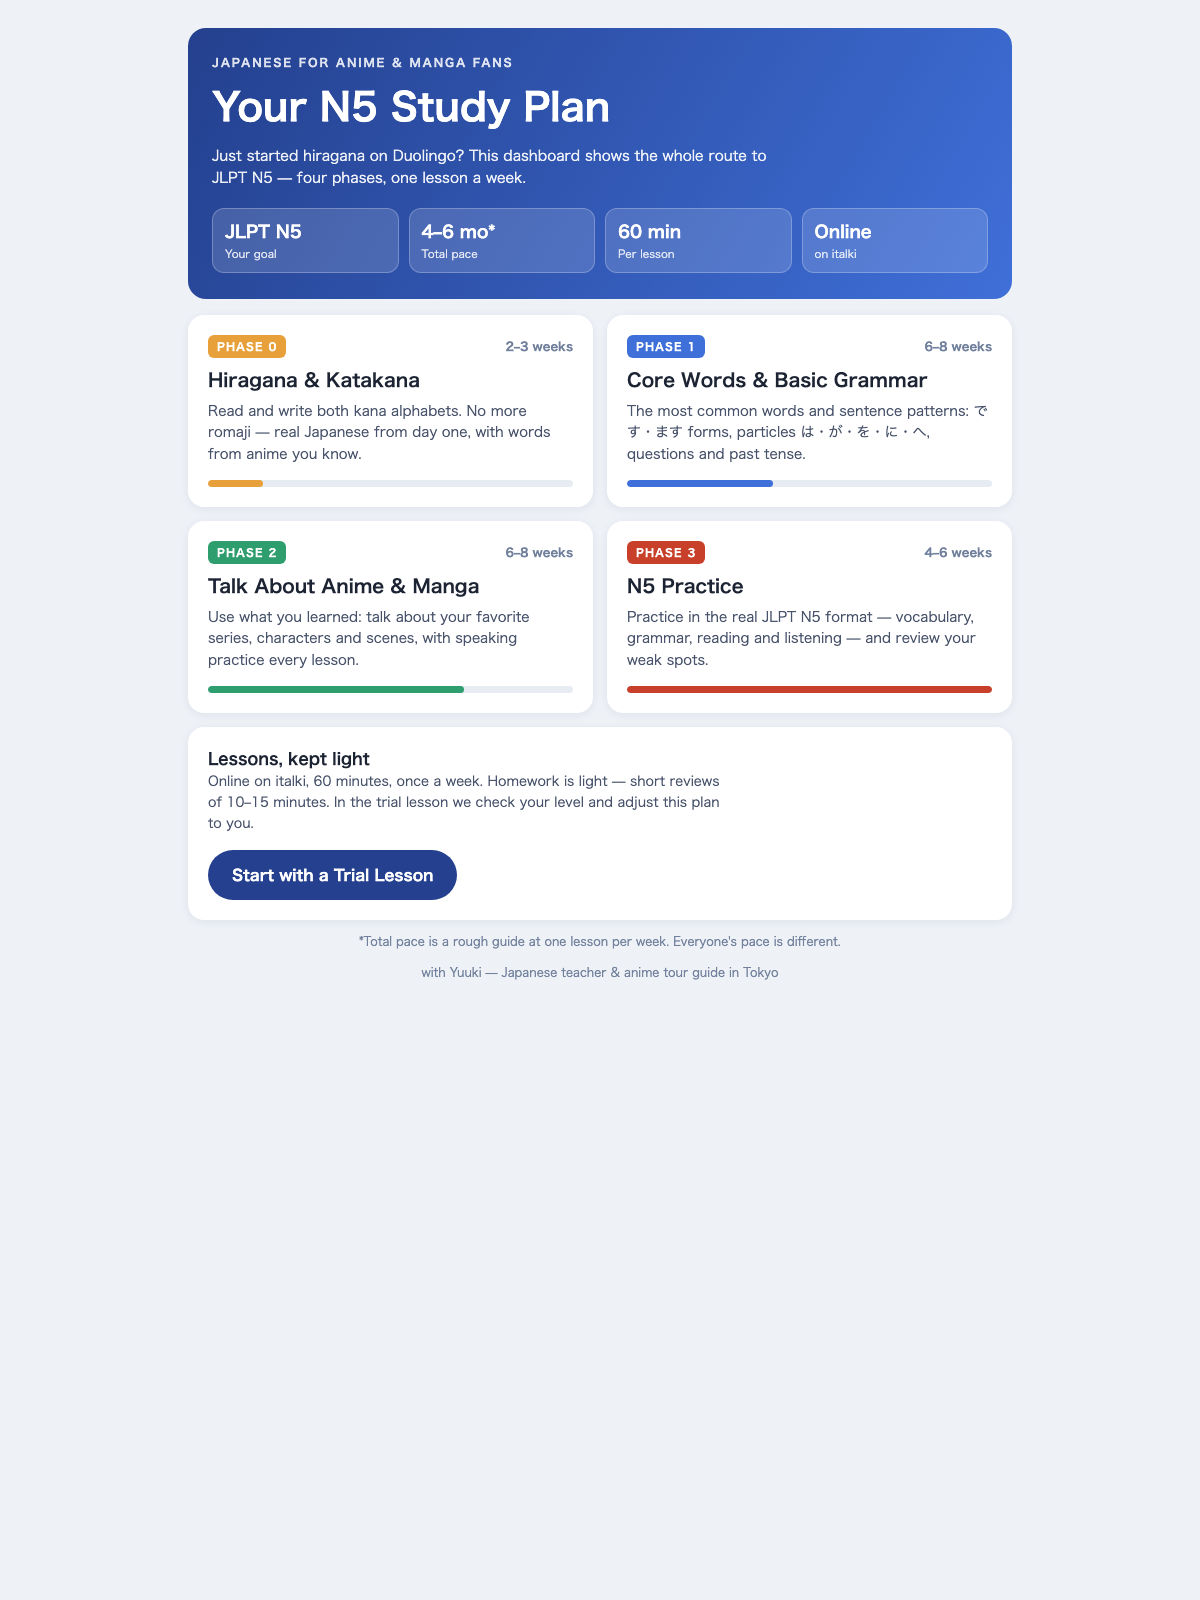 JAPANESE FOR ANIME & MANGA FANS
Your N5 Study Plan
Just started hiragana on Duolingo? This dashboard shows the whole route to
JLPT N5 — four phases, one lesson a week.
JLPT N5
Your goal
4–6 mo*
Total pace
60 min
Per lesson
Online
on italki
PHASE 0
2–3 weeks
Hiragana & Katakana
Read and write both kana alphabets. No more
romaji — real Japanese from day one, with words
from anime you know.
PHASE 1
6–8 weeks
Core Words & Basic Grammar
The most common words and sentence patterns: で
す・ます forms, particles は・が・を・に・へ,
questions and past tense.
PHASE 2
6–8 weeks
Talk About Anime & Manga
Use what you learned: talk about your favorite
series, characters and scenes, with speaking
practice every lesson.
PHASE 3
4–6 weeks
N5 Practice
Practice in the real JLPT N5 format — vocabulary,
grammar, reading and listening — and review your
weak spots.
Lessons, kept light
Online on italki, 60 minutes, once a week. Homework is light — short reviews
of 10–15 minutes. In the trial lesson we check your level and adjust this plan
to you.
Start with a Trial Lesson
*Total pace is a rough guide at one lesson per week. Everyone's pace is different.
with Yuuki — Japanese teacher & anime tour guide in Tokyo